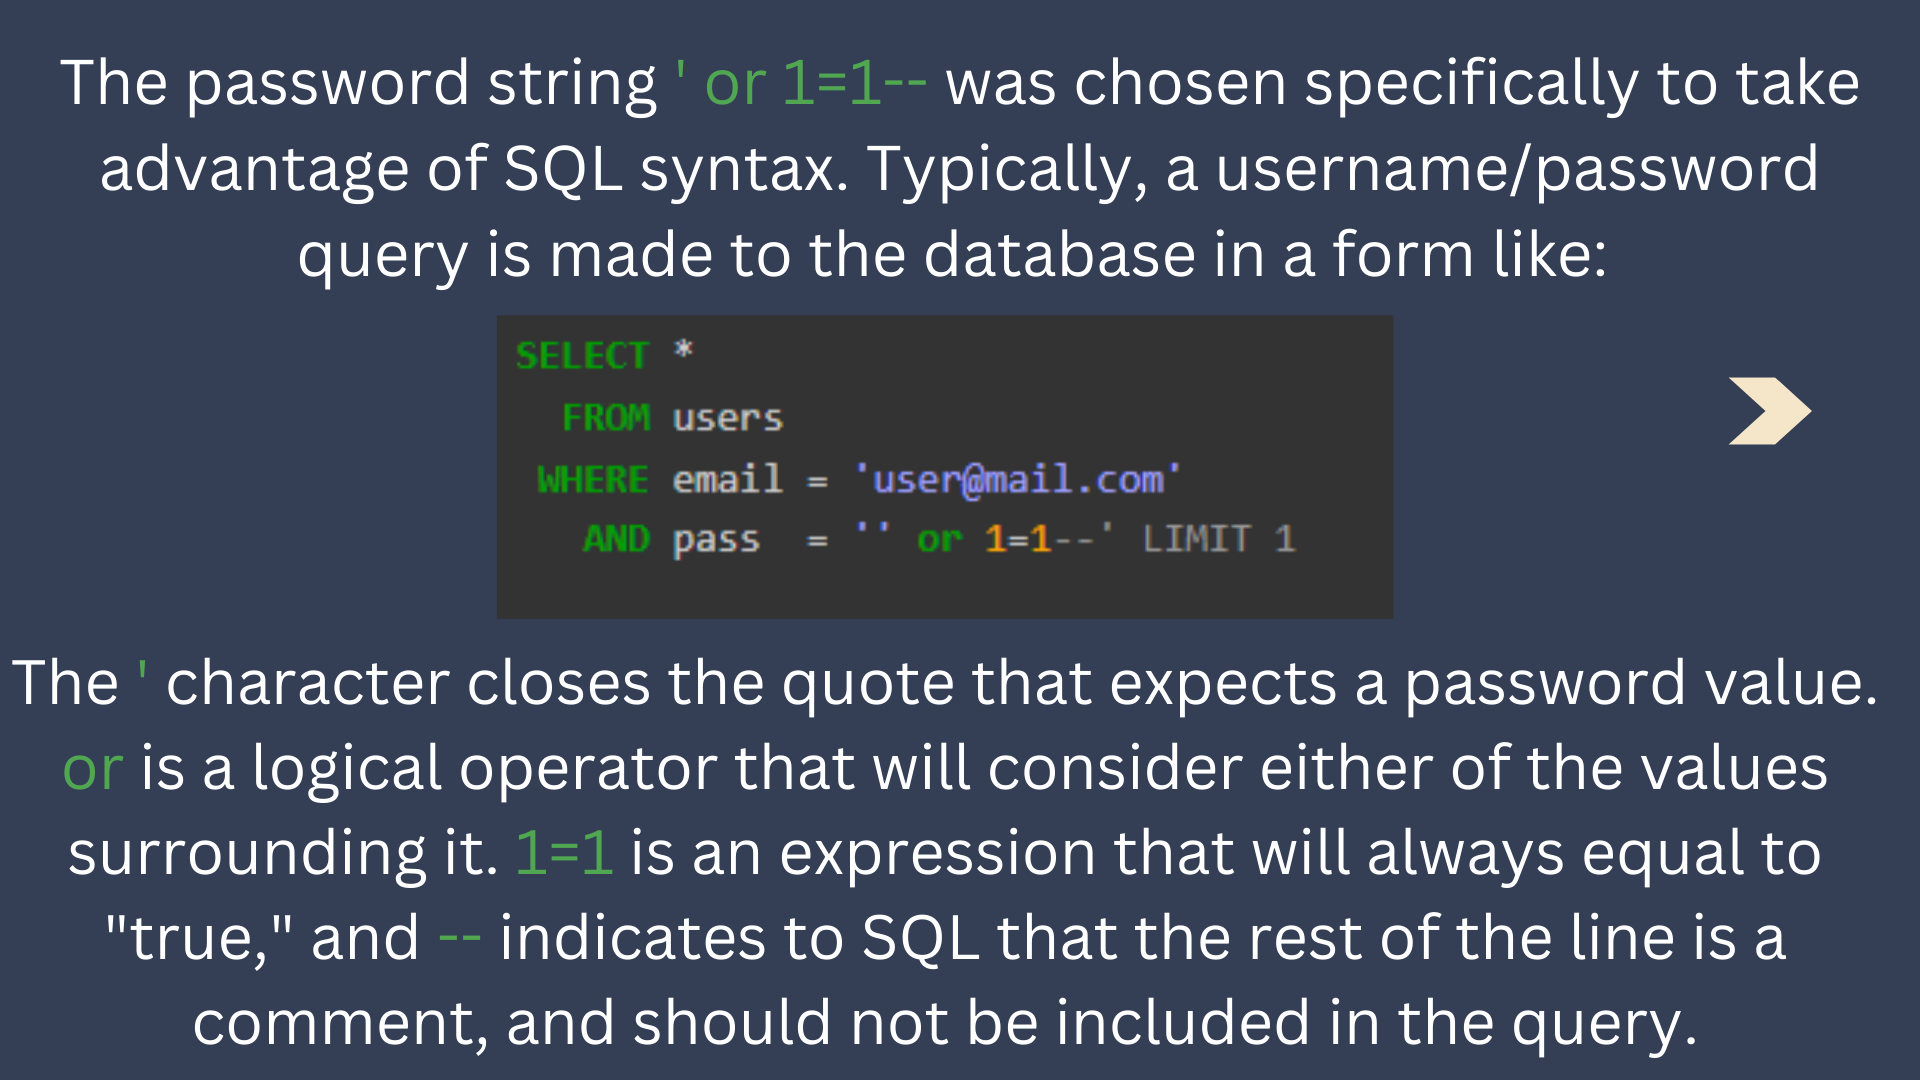 The password string ' or 1=1-- was chosen specifically to take
advantage of SQL syntax. Typically, a username/password
query is made to the database in a form like:
SELECT *
FROM users
WHERE email = 'user@mail.com'
AND pass = '' or 1=1--' LIMIT 1
The ' character closes the quote that expects a password value.
or is a logical operator that will consider either of the values
surrounding it. 1=1 is an expression that will always equal to
"true," and -- indicates to SQL that the rest of the line is a
comment, and should not be included in the query.